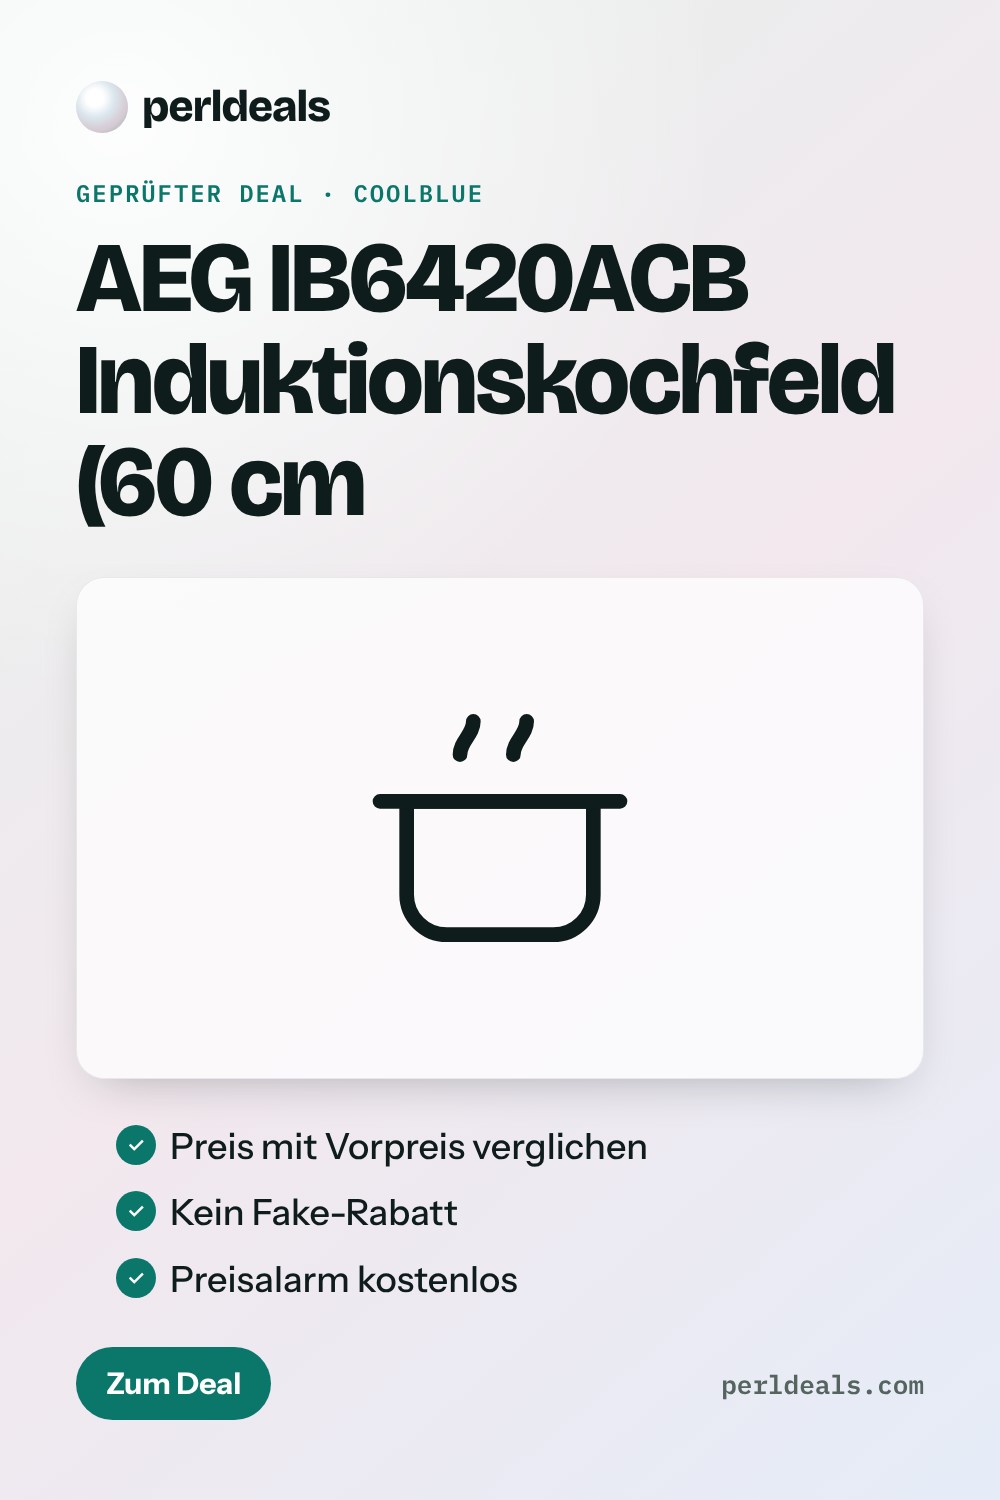 perldeals
GEPRÜFTER DEAL · COOLBLUE
AEG IB6420ACB
Induktionskochfeld
(60 cm
Preis mit Vorpreis verglichen
Kein Fake-Rabatt
Preisalarm kostenlos
Zum Deal
perldeals.com